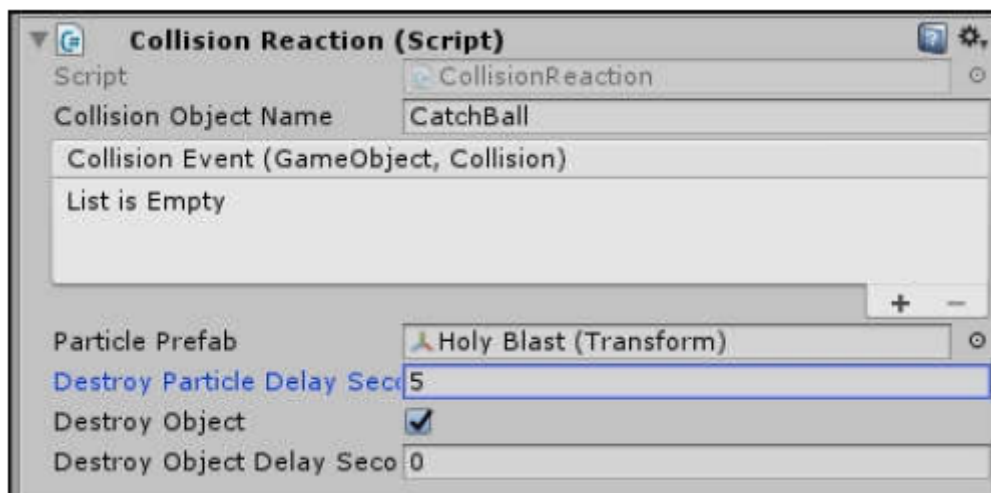 Collision Reaction (Script)
Script CollisionReaction
Collision Object Name CatchBall
Collision Event (GameObject, Collision)
List is Empty
+ −
Particle Prefab Holy Blast (Transform)
Destroy Particle Delay Seco 5
Destroy Object
Destroy Object Delay Seco 0